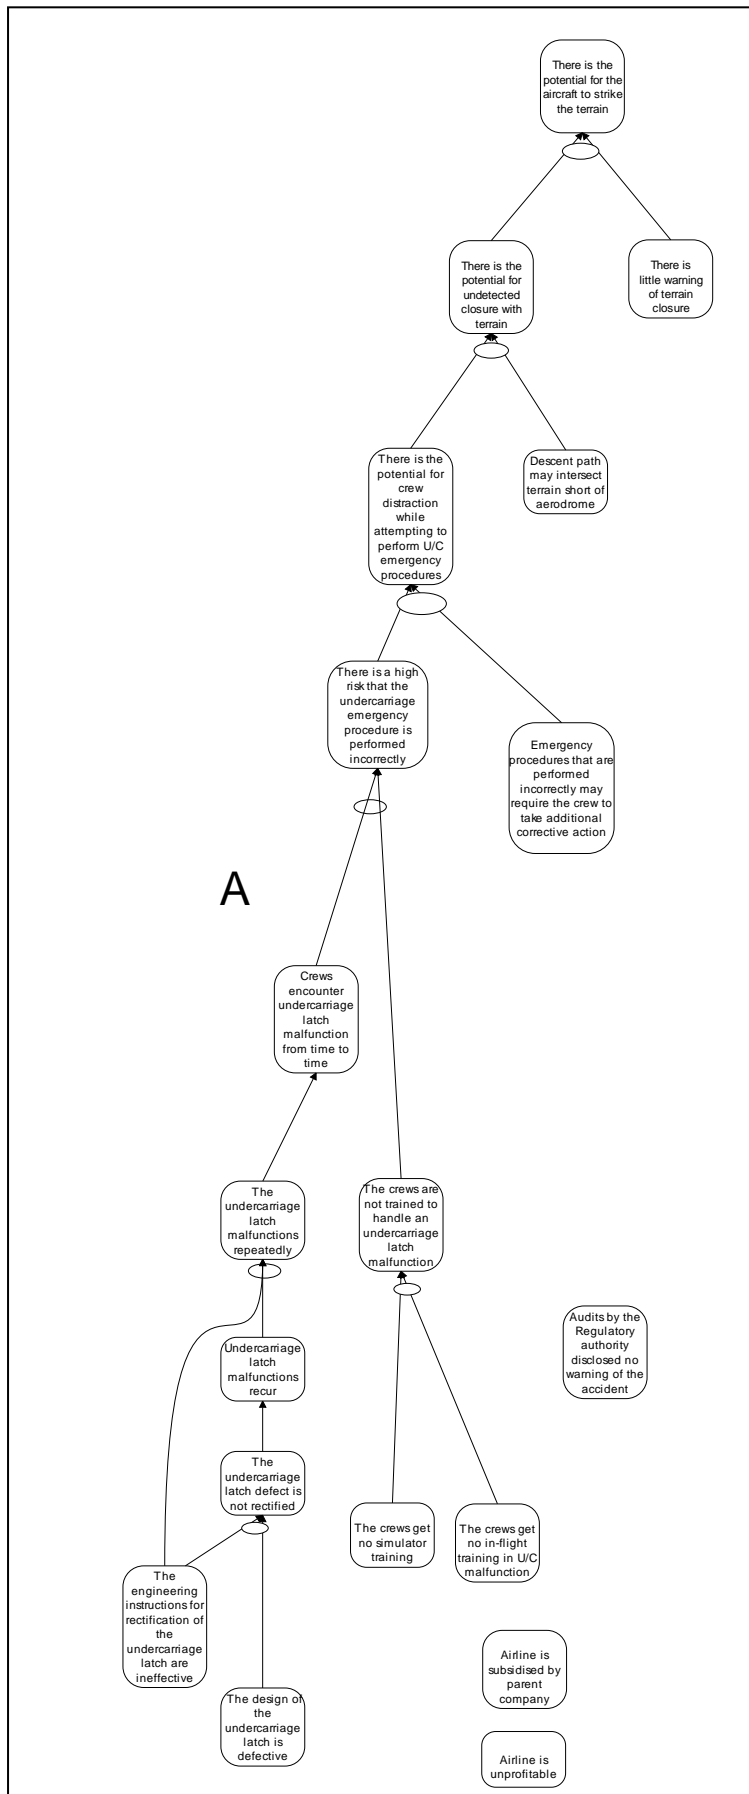 There is the
potential for the
aircraft to strike
the terrain
There is the
potential for
undetected
closure with
terrain
There is
little warning
of terrain
closure
There is the
potential for
crew
distraction
while
attempting to
perform U/C
emergency
procedures
Descent path
may intersect
terrain short of
aerodrome
There is a high
risk that the
undercarriage
emergency
procedure is
performed
incorrectly
Emergency
procedures that are
performed
incorrectly may
require the crew to
take additional
corrective action
A
Crews
encounter
undercarriage
latch
malfunction
from time to
time
The
undercarriage
latch
malfunctions
repeatedly
The crews are
not trained to
handle an
undercarriage
latch
malfunction
Audits by the
Regulatory
authority
disclosed no
warning of the
accident
Undercarriage
latch
malfunctions
recur
The
undercarriage
latch defect is
not rectified
The crews get
no simulator
training
The crews get
no in-flight
training in U/C
malfunction
The
engineering
instructions for
rectification of
the
undercarriage
latch are
ineffective
Airline is
subsidised by
parent
company
The design of
the
undercarriage
latch is
defective
Airline is
unprofitable